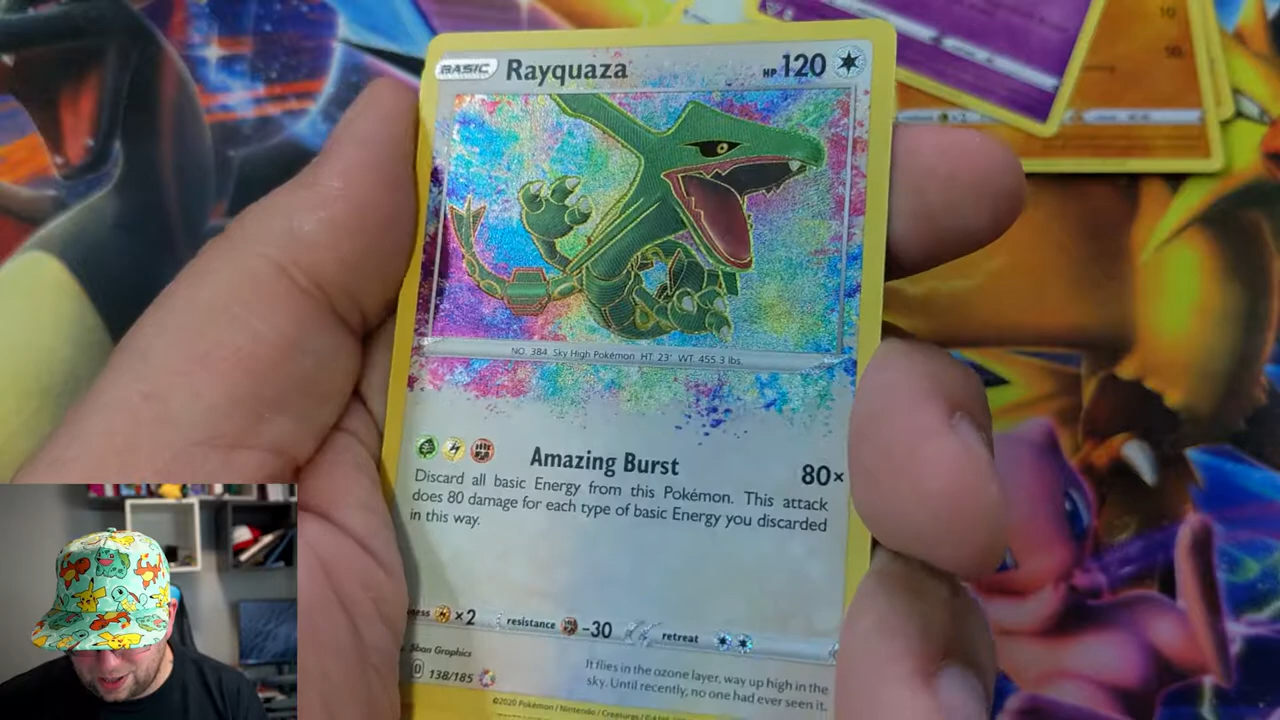 BASIC Rayquaza HP 120
NO. 384 Sky High Pokémon HT: 23' WT: 455.3 lbs.
Amazing Burst 80×
Discard all basic Energy from this Pokémon. This attack
does 80 damage for each type of basic Energy you discarded
in this way.
×2 resistance -30 retreat
Graphics
D 138/185
It flies in the ozone layer, way up high in the
sky. Until recently, no one had ever seen it.
©2020 Pokémon / Nintendo / Creatures /
10